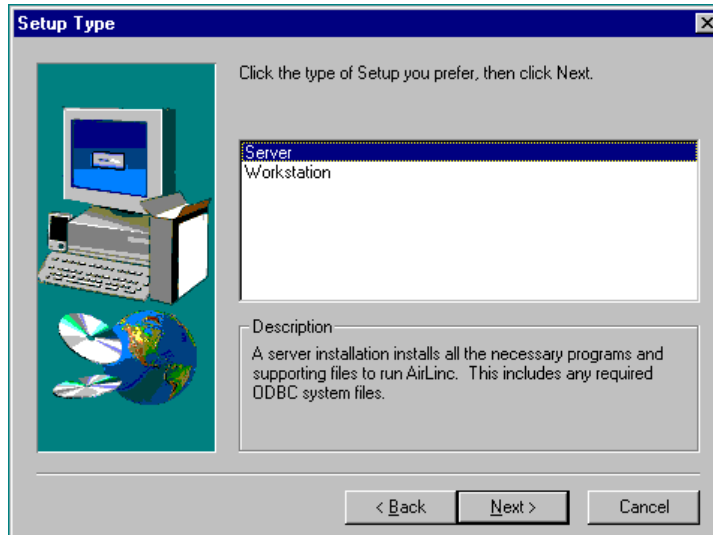 Setup Type
Click the type of Setup you prefer, then click Next.
Server
Workstation
Description
A server installation installs all the necessary programs and
supporting files to run AirLinc.  This includes any required
ODBC system files.
< Back
Next >
Cancel